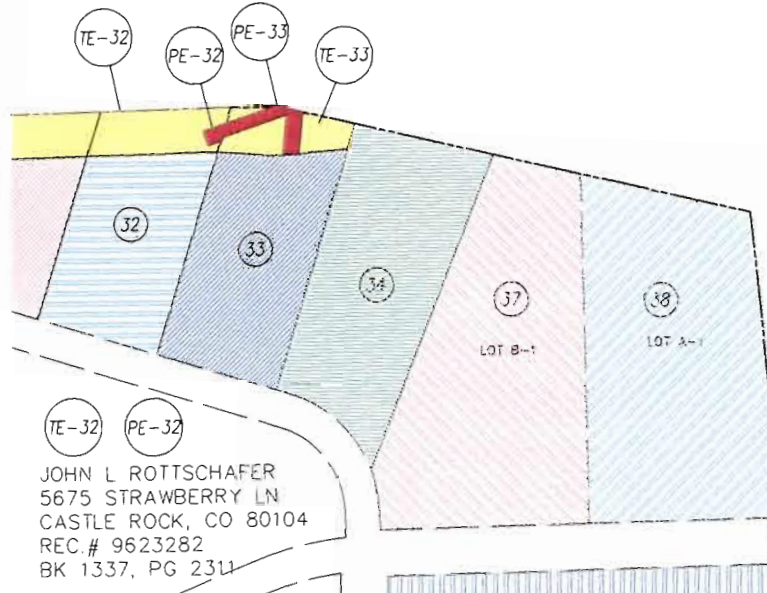 TE-32
PE-32
PE-33
TE-33
32
33
34
37
LOT B-1
38
LOT A-1
TE-32 PE-32
JOHN L ROTTSCHAFER
5675 STRAWBERRY LN
CASTLE ROCK, CO 80104
REC.# 9623282
BK 1337, PG 2311